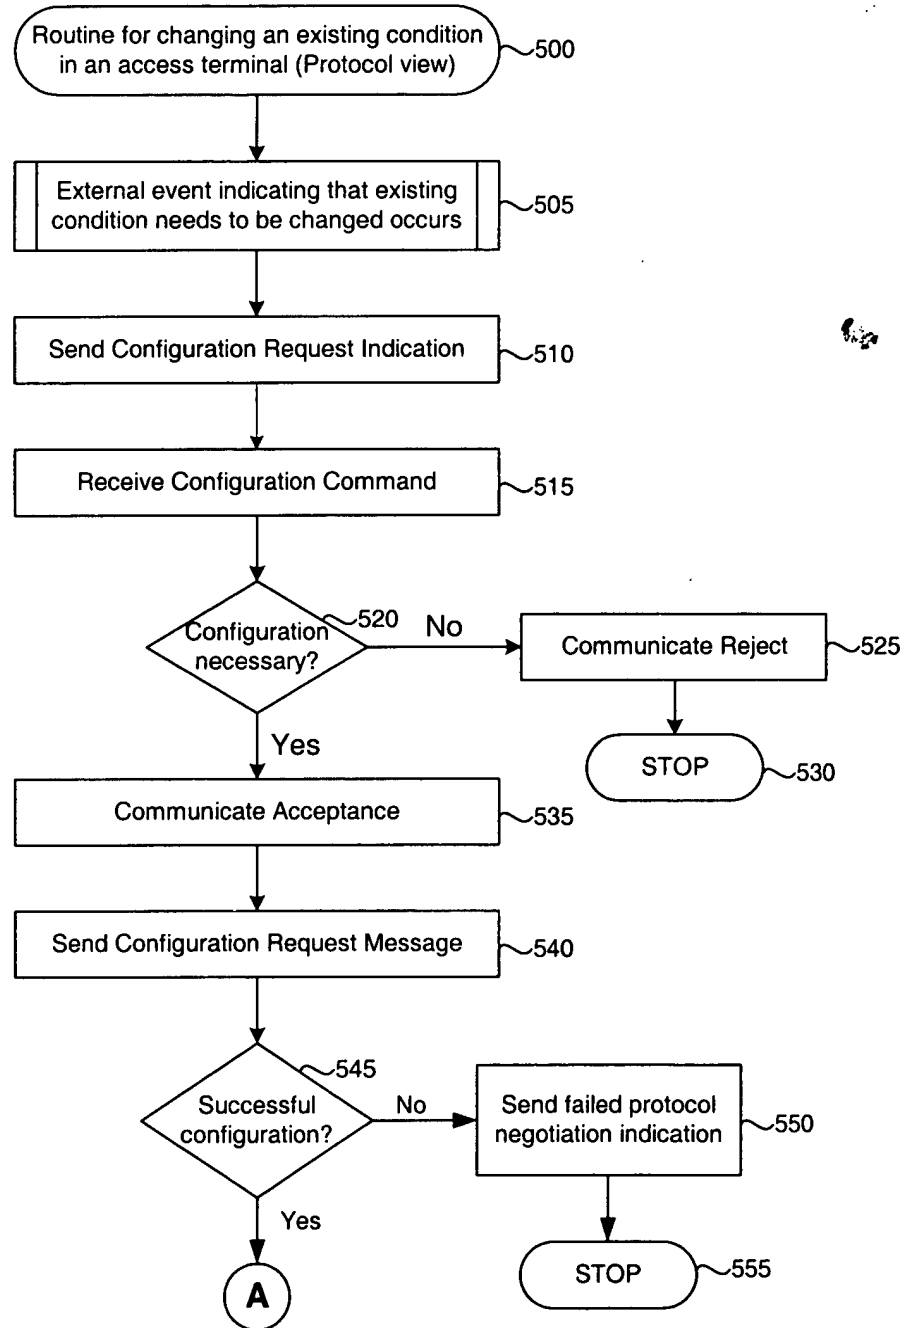 Routine for changing an existing condition
in an access terminal (Protocol view)
500
External event indicating that existing
condition needs to be changed occurs
505
Send Configuration Request Indication
510
Receive Configuration Command
515
520
Configuration
necessary?
No
Communicate Reject
525
Yes
STOP
530
Communicate Acceptance
535
Send Configuration Request Message
540
545
Successful
configuration?
No
Send failed protocol
negotiation indication
550
Yes
STOP
555
A